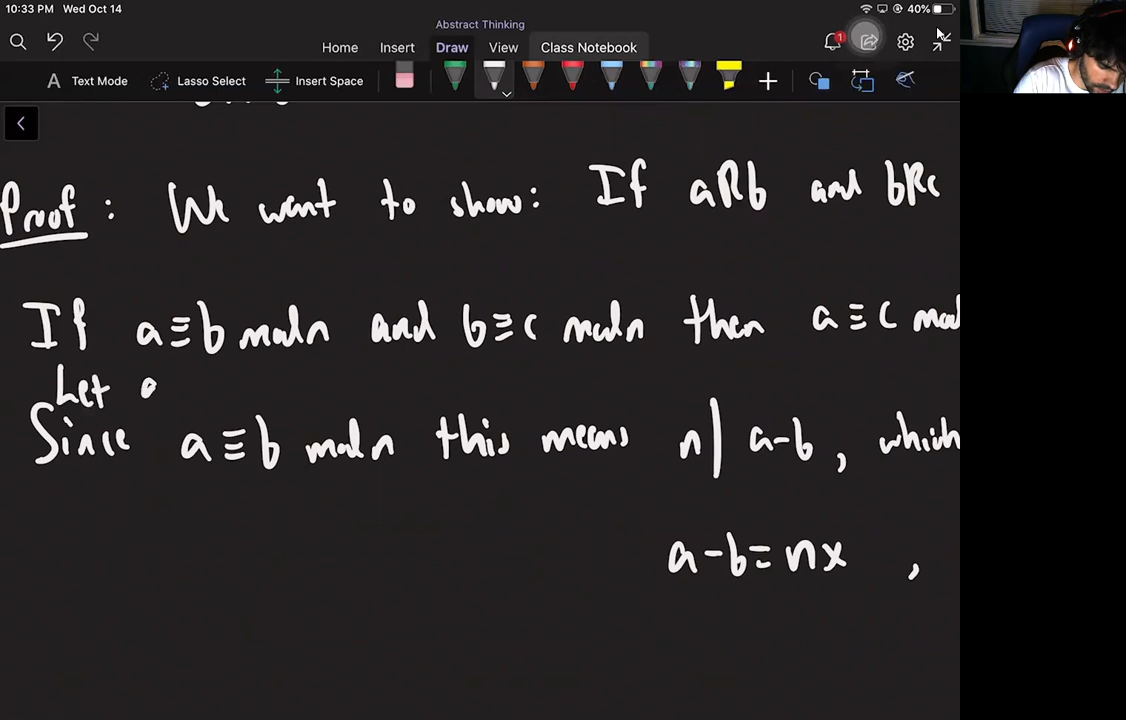 10:33 PM Wed Oct 14
40%
Abstract Thinking
Home Insert Draw View Class Notebook
1
A Text Mode Lasso Select Insert Space
Proof: We want to show: If aRb and bRc
If a≡b mod n and b≡c mod n then a≡c mod
Let a
Since a≡b mod n this means n | a-b, which
a-b=nx ,